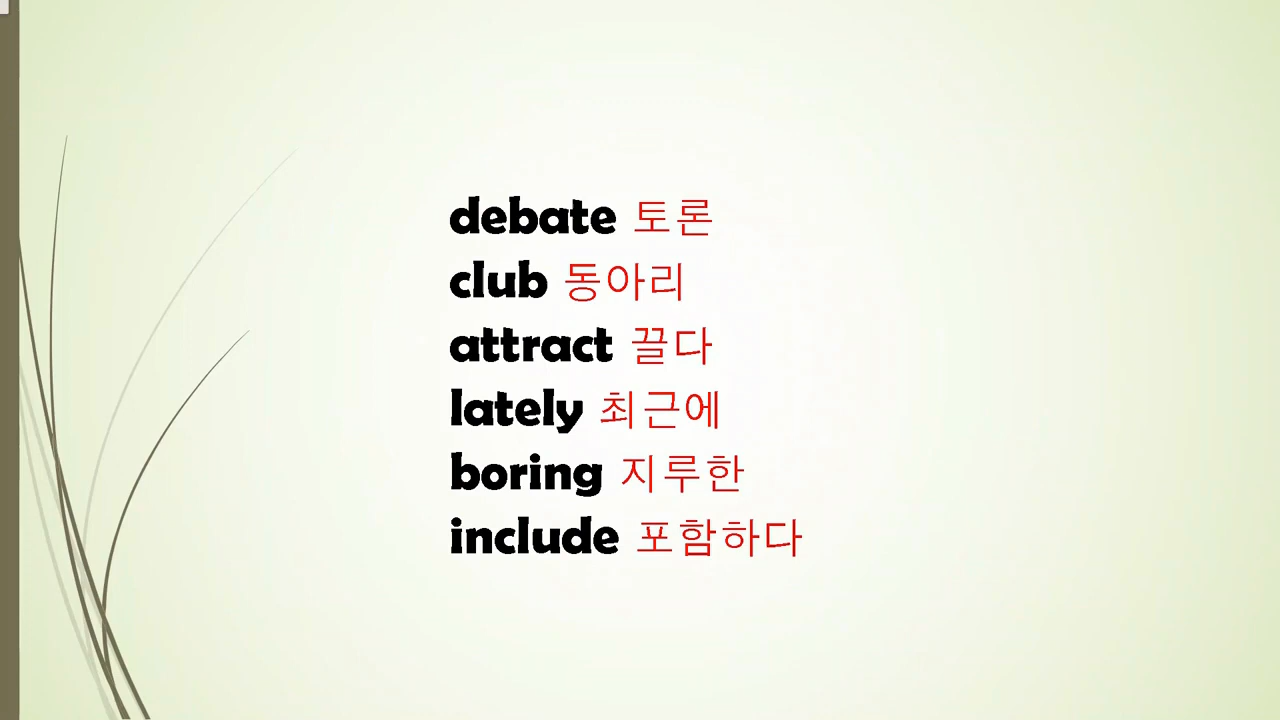 debate 토론
club 동아리
attract 끌다
lately 최근에
boring 지루한
include 포함하다